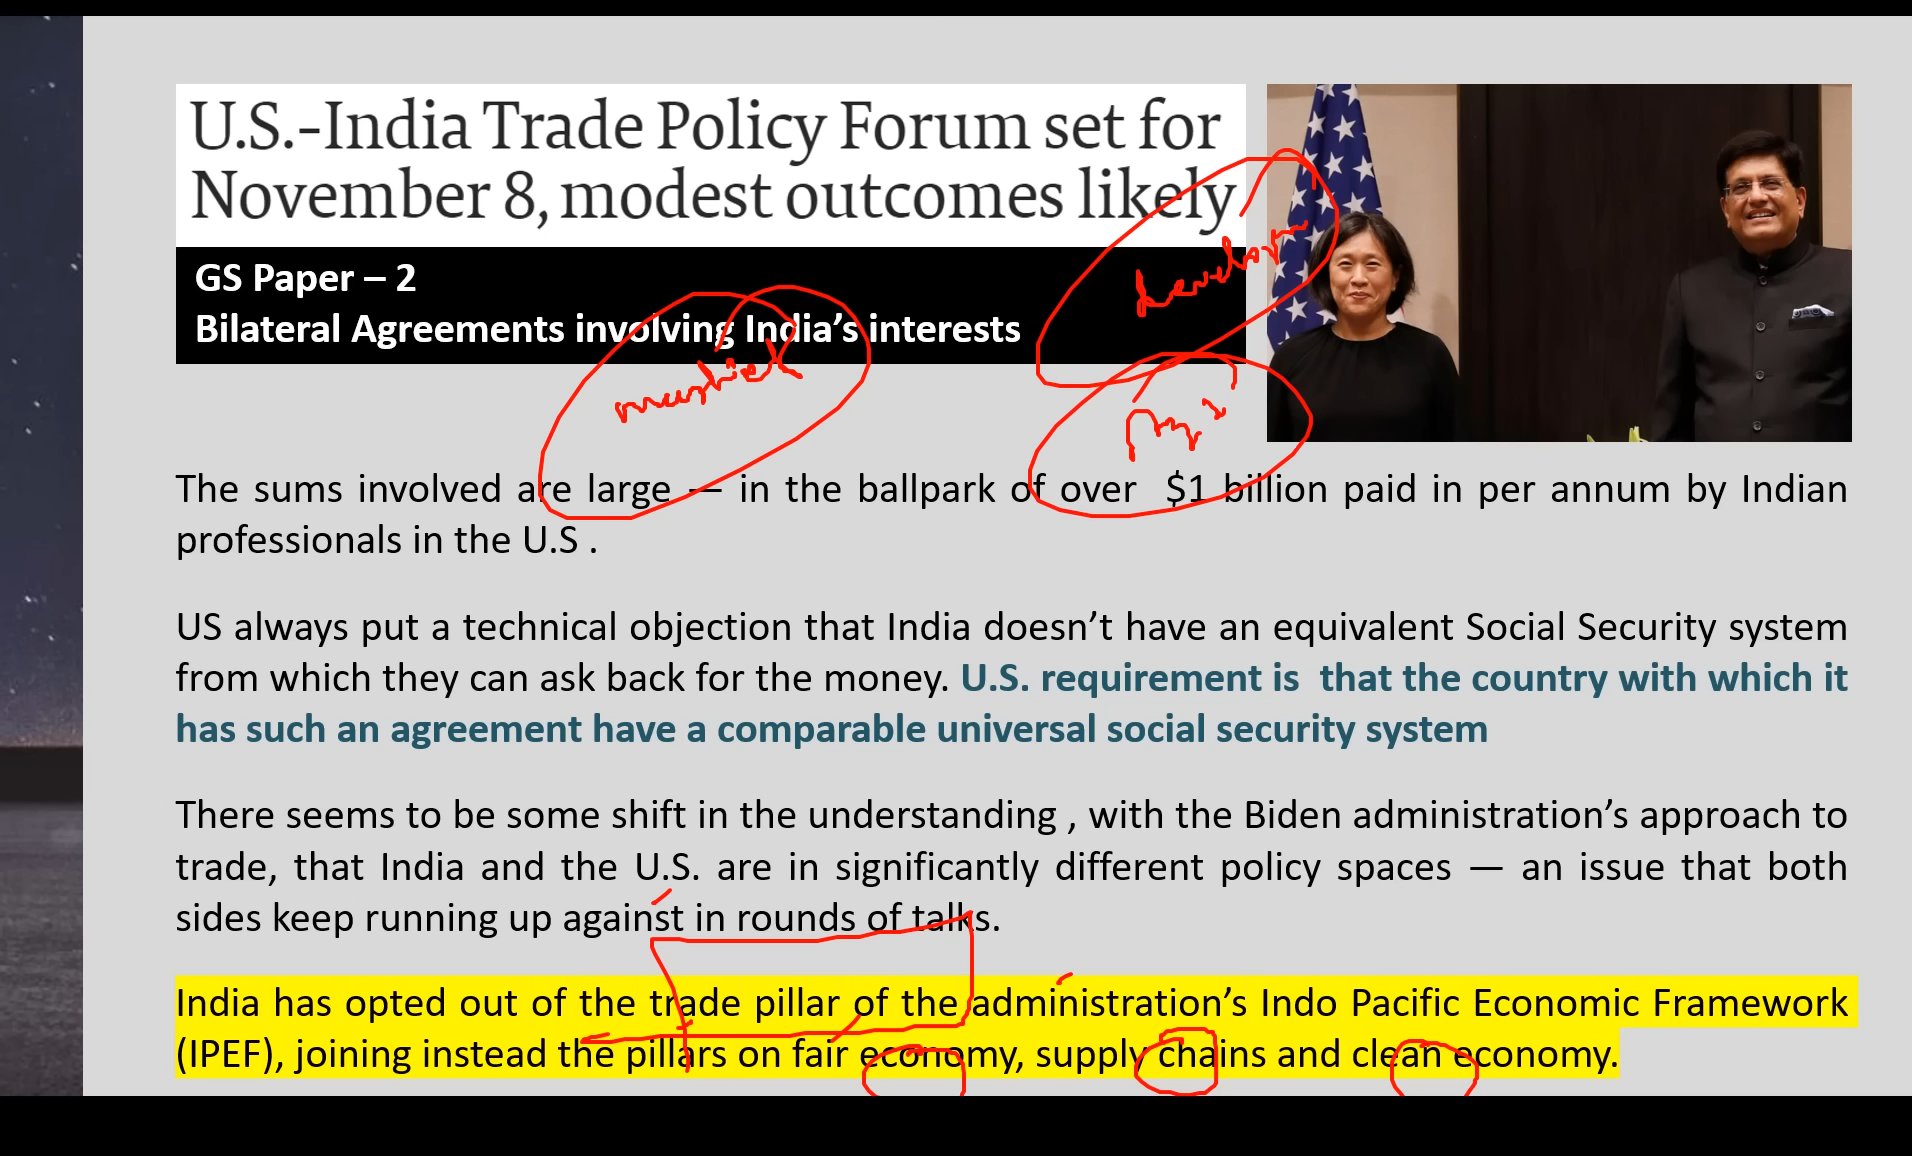 U.S.-India Trade Policy Forum set for
November 8, modest outcomes likely
GS Paper – 2
Bilateral Agreements involving India’s interests
The sums involved are large — in the ballpark of over $1 billion paid in per annum by Indian
professionals in the U.S .
US always put a technical objection that India doesn’t have an equivalent Social Security system
from which they can ask back for the money. U.S. requirement is that the country with which it
has such an agreement have a comparable universal social security system
There seems to be some shift in the understanding , with the Biden administration’s approach to
trade, that India and the U.S. are in significantly different policy spaces — an issue that both
sides keep running up against in rounds of talks.
India has opted out of the trade pillar of the administration’s Indo Pacific Economic Framework
(IPEF), joining instead the pillars on fair economy, supply chains and clean economy.